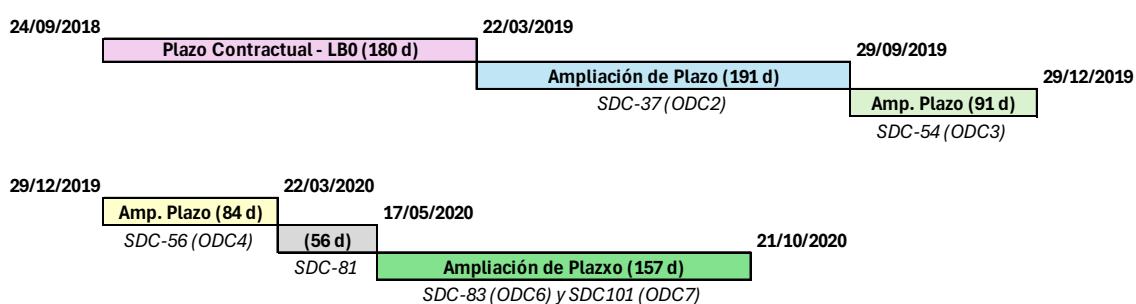 24/09/2018 22/03/2019
Plazo Contractual - LB0 (180 d) 29/09/2019
Ampliación de Plazo (191 d) 29/12/2019
SDC-37 (ODC2) Amp. Plazo (91 d)
SDC-54 (ODC3)
29/12/2019 22/03/2020
Amp. Plazo (84 d) 17/05/2020
SDC-56 (ODC4) (56 d) 21/10/2020
SDC-81 Ampliación de Plazxo (157 d)
SDC-83 (ODC6) y SDC101 (ODC7)